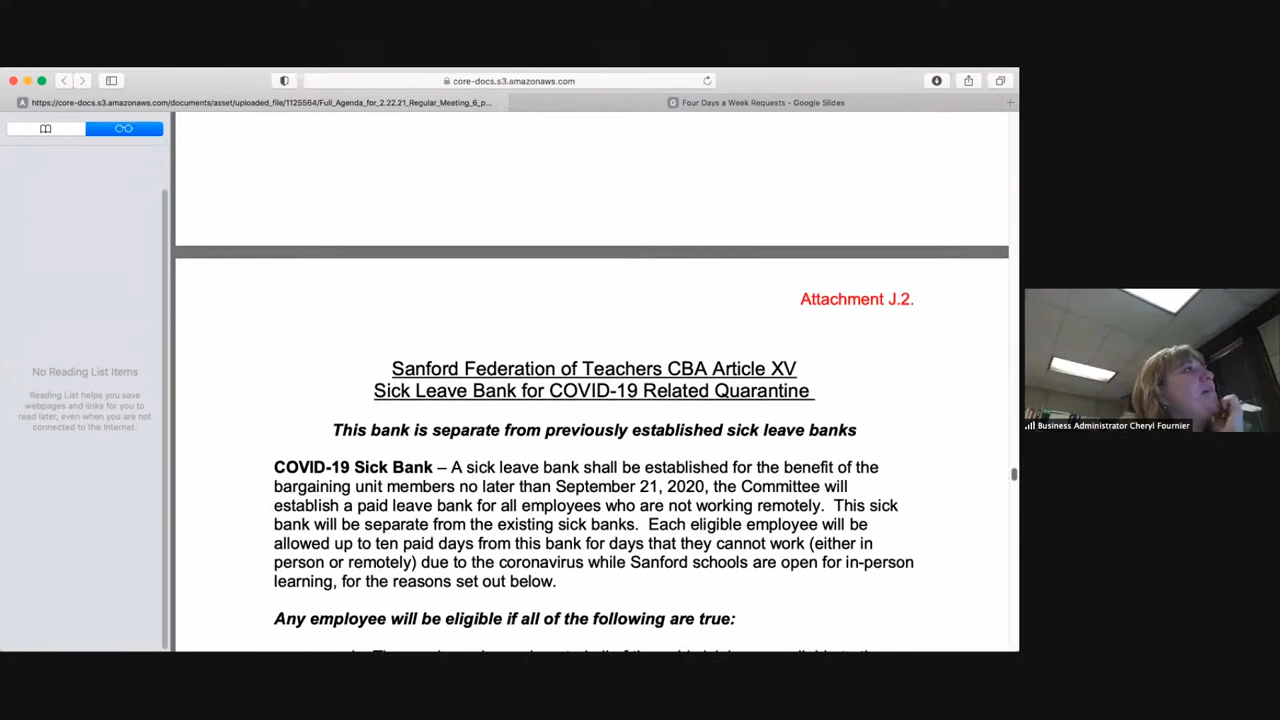 core-docs.s3.amazonaws.com
https://core-docs.s3.amazonaws.com/documents/asset/uploaded_file/1125564/Full_Agenda_for_2.22.21_Regular_Meeting_6_p...
Four Days a Week Requests - Google Slides
No Reading List Items
Reading List helps you save
webpages and links for you to
read later, even when you are not
connected to the Internet.
Attachment J.2.
Sanford Federation of Teachers CBA Article XV
Sick Leave Bank for COVID-19 Related Quarantine
This bank is separate from previously established sick leave banks
COVID-19 Sick Bank – A sick leave bank shall be established for the benefit of the
bargaining unit members no later than September 21, 2020, the Committee will
establish a paid leave bank for all employees who are not working remotely. This sick
bank will be separate from the existing sick banks. Each eligible employee will be
allowed up to ten paid days from this bank for days that they cannot work (either in
person or remotely) due to the coronavirus while Sanford schools are open for in-person
learning, for the reasons set out below.
Any employee will be eligible if all of the following are true:
Business Administrator Cheryl Fournier